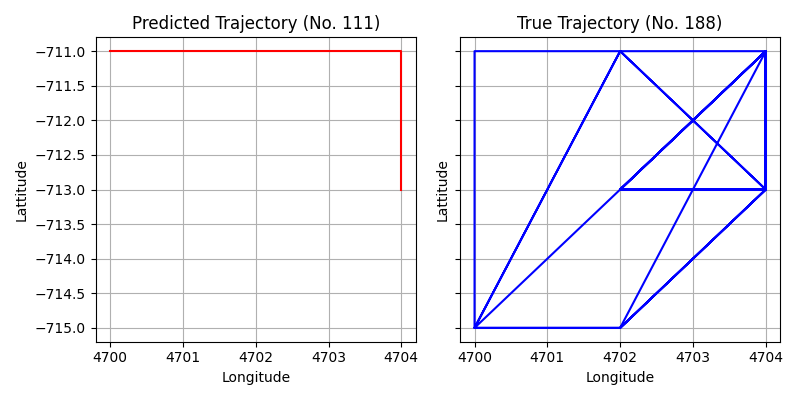 Predicted Trajectory (No. 111)
−711.0
−711.5
−712.0
−712.5
−713.0
−713.5
−714.0
−714.5
−715.0
Lattitude
4700 4701 4702 4703 4704
Longitude
True Trajectory (No. 188)
Lattitude
4700 4701 4702 4703 4704
Longitude